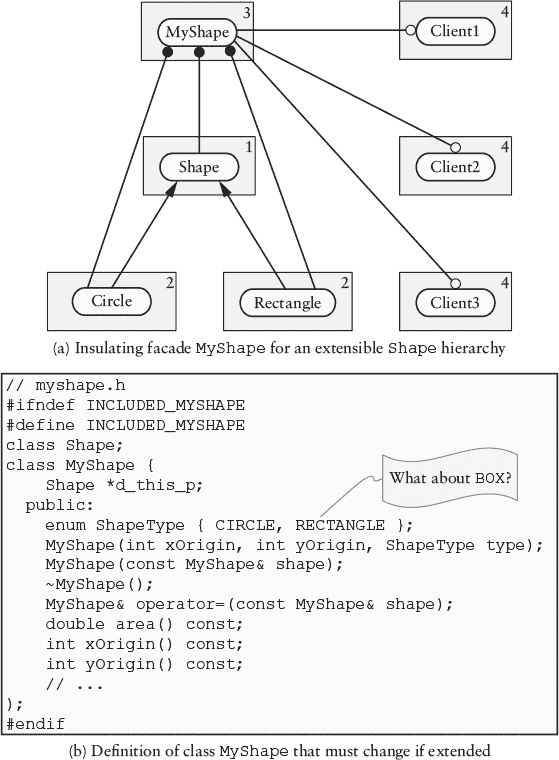 3
MyShape
4
Client1
1
Shape
4
Client2
2
Circle
2
Rectangle
4
Client3
(a) Insulating facade MyShape for an extensible Shape hierarchy
// myshape.h
#ifndef INCLUDED_MYSHAPE
#define INCLUDED_MYSHAPE
class Shape;
class MyShape {
Shape *d_this_p;
What about BOX?
public:
enum ShapeType { CIRCLE, RECTANGLE };
MyShape(int xOrigin, int yOrigin, ShapeType type);
MyShape(const MyShape& shape);
~MyShape();
MyShape& operator=(const MyShape& shape);
double area() const;
int xOrigin() const;
int yOrigin() const;
// ...
);
#endif
(b) Definition of class MyShape that must change if extended